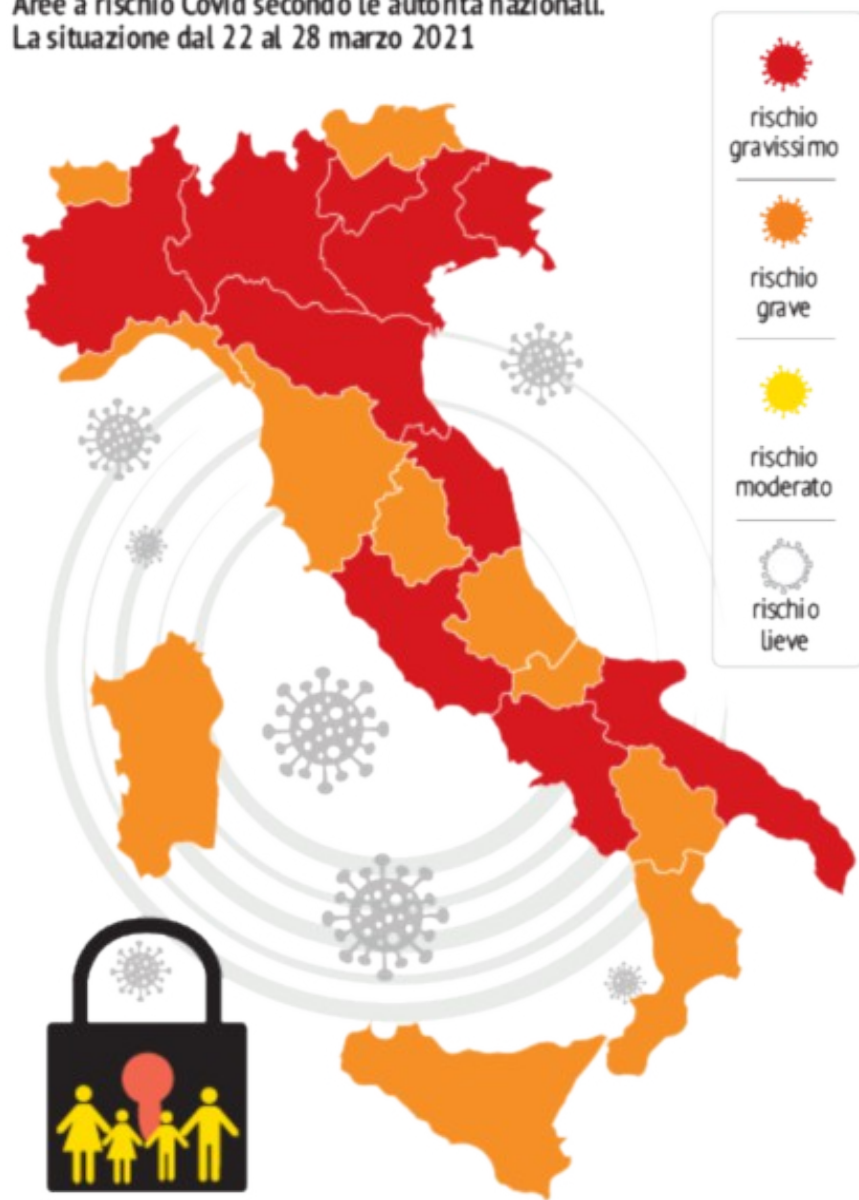 Aree a rischio Covid secondo le autorità nazionali.
La situazione dal 22 al 28 marzo 2021
rischio
gravissimo
rischio
grave
rischio
moderato
rischio
lieve